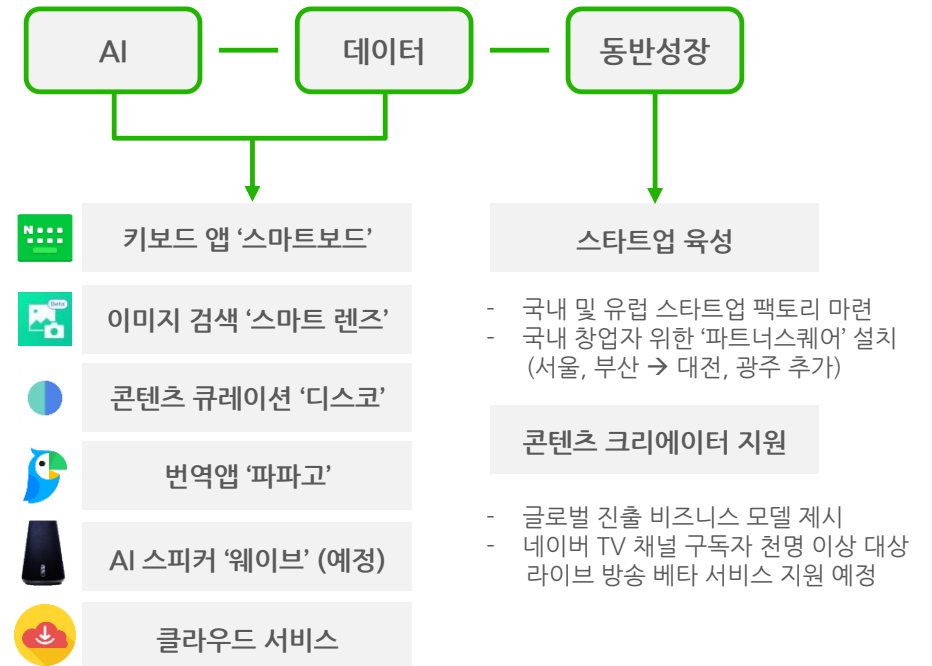 AI
데이터
동반성장
키보드 앱 ‘스마트보드’
이미지 검색 ‘스마트 렌즈’
콘텐츠 큐레이션 ‘디스코’
번역앱 ‘파파고’
AI 스피커 ‘웨이브’ (예정)
클라우드 서비스
스타트업 육성
- 국내 및 유럽 스타트업 팩토리 마련
- 국내 창업자 위한 ‘파트너스퀘어’ 설치
(서울, 부산 → 대전, 광주 추가)
콘텐츠 크리에이터 지원
- 글로벌 진출 비즈니스 모델 제시
- 네이버 TV 채널 구독자 천명 이상 대상
라이브 방송 베타 서비스 지원 예정
N
Beta